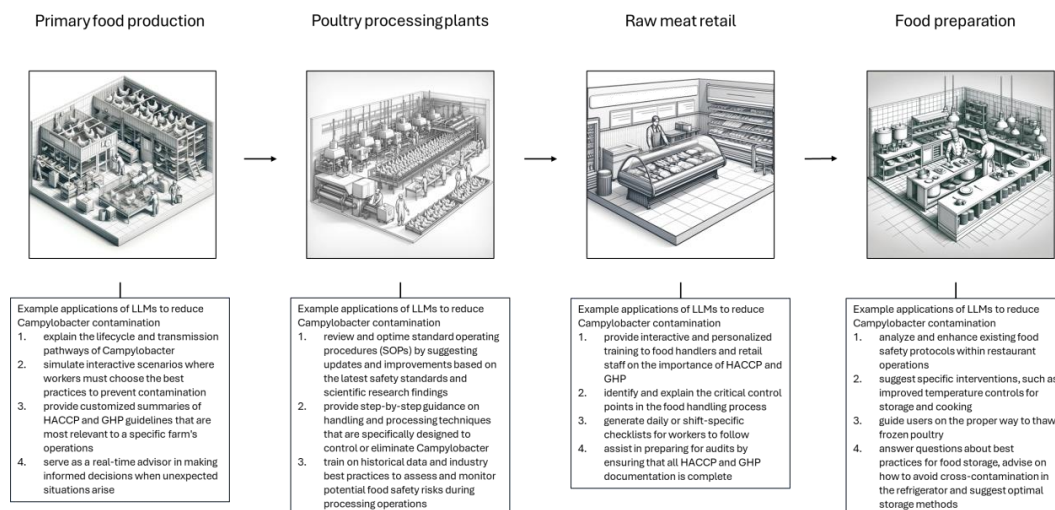 Primary food production
Poultry processing plants
Raw meat retail
Food preparation
Example applications of LLMs to reduce
Campylobacter contamination
1. explain the lifecycle and transmission
pathways of Campylobacter
2. simulate interactive scenarios where
workers must choose the best
practices to prevent contamination
3. provide customized summaries of
HACCP and GHP guidelines that are
most relevant to a specific farm's
operations
4. serve as a real-time advisor in making
informed decisions when unexpected
situations arise
Example applications of LLMs to reduce
Campylobacter contamination
1. review and optime standard operating
procedures (SOPs) by suggesting
updates and improvements based on
the latest safety standards and
scientific research findings
2. provide step-by-step guidance on
handling and processing techniques
that are specifically designed to
control or eliminate Campylobacter
3. train on historical data and industry
best practices to assess and monitor
potential food safety risks during
processing operations
Example applications of LLMs to reduce
Campylobacter contamination
1. provide interactive and personalized
training to food handlers and retail
staff on the importance of HACCP and
GHP
2. identify and explain the critical control
points in the food handling process
3. generate daily or shift-specific
checklists for workers to follow
4. assist in preparing for audits by
ensuring that all HACCP and GHP
documentation is complete
Example applications of LLMs to reduce
Campylobacter contamination
1. analyze and enhance existing food
safety protocols within restaurant
operations
2. suggest specific interventions, such as
improved temperature controls for
storage and cooking
3. guide users on the proper way to thaw
frozen poultry
4. answer questions about best
practices for food storage, advise on
how to avoid cross-contamination in
the refrigerator and suggest optimal
storage methods